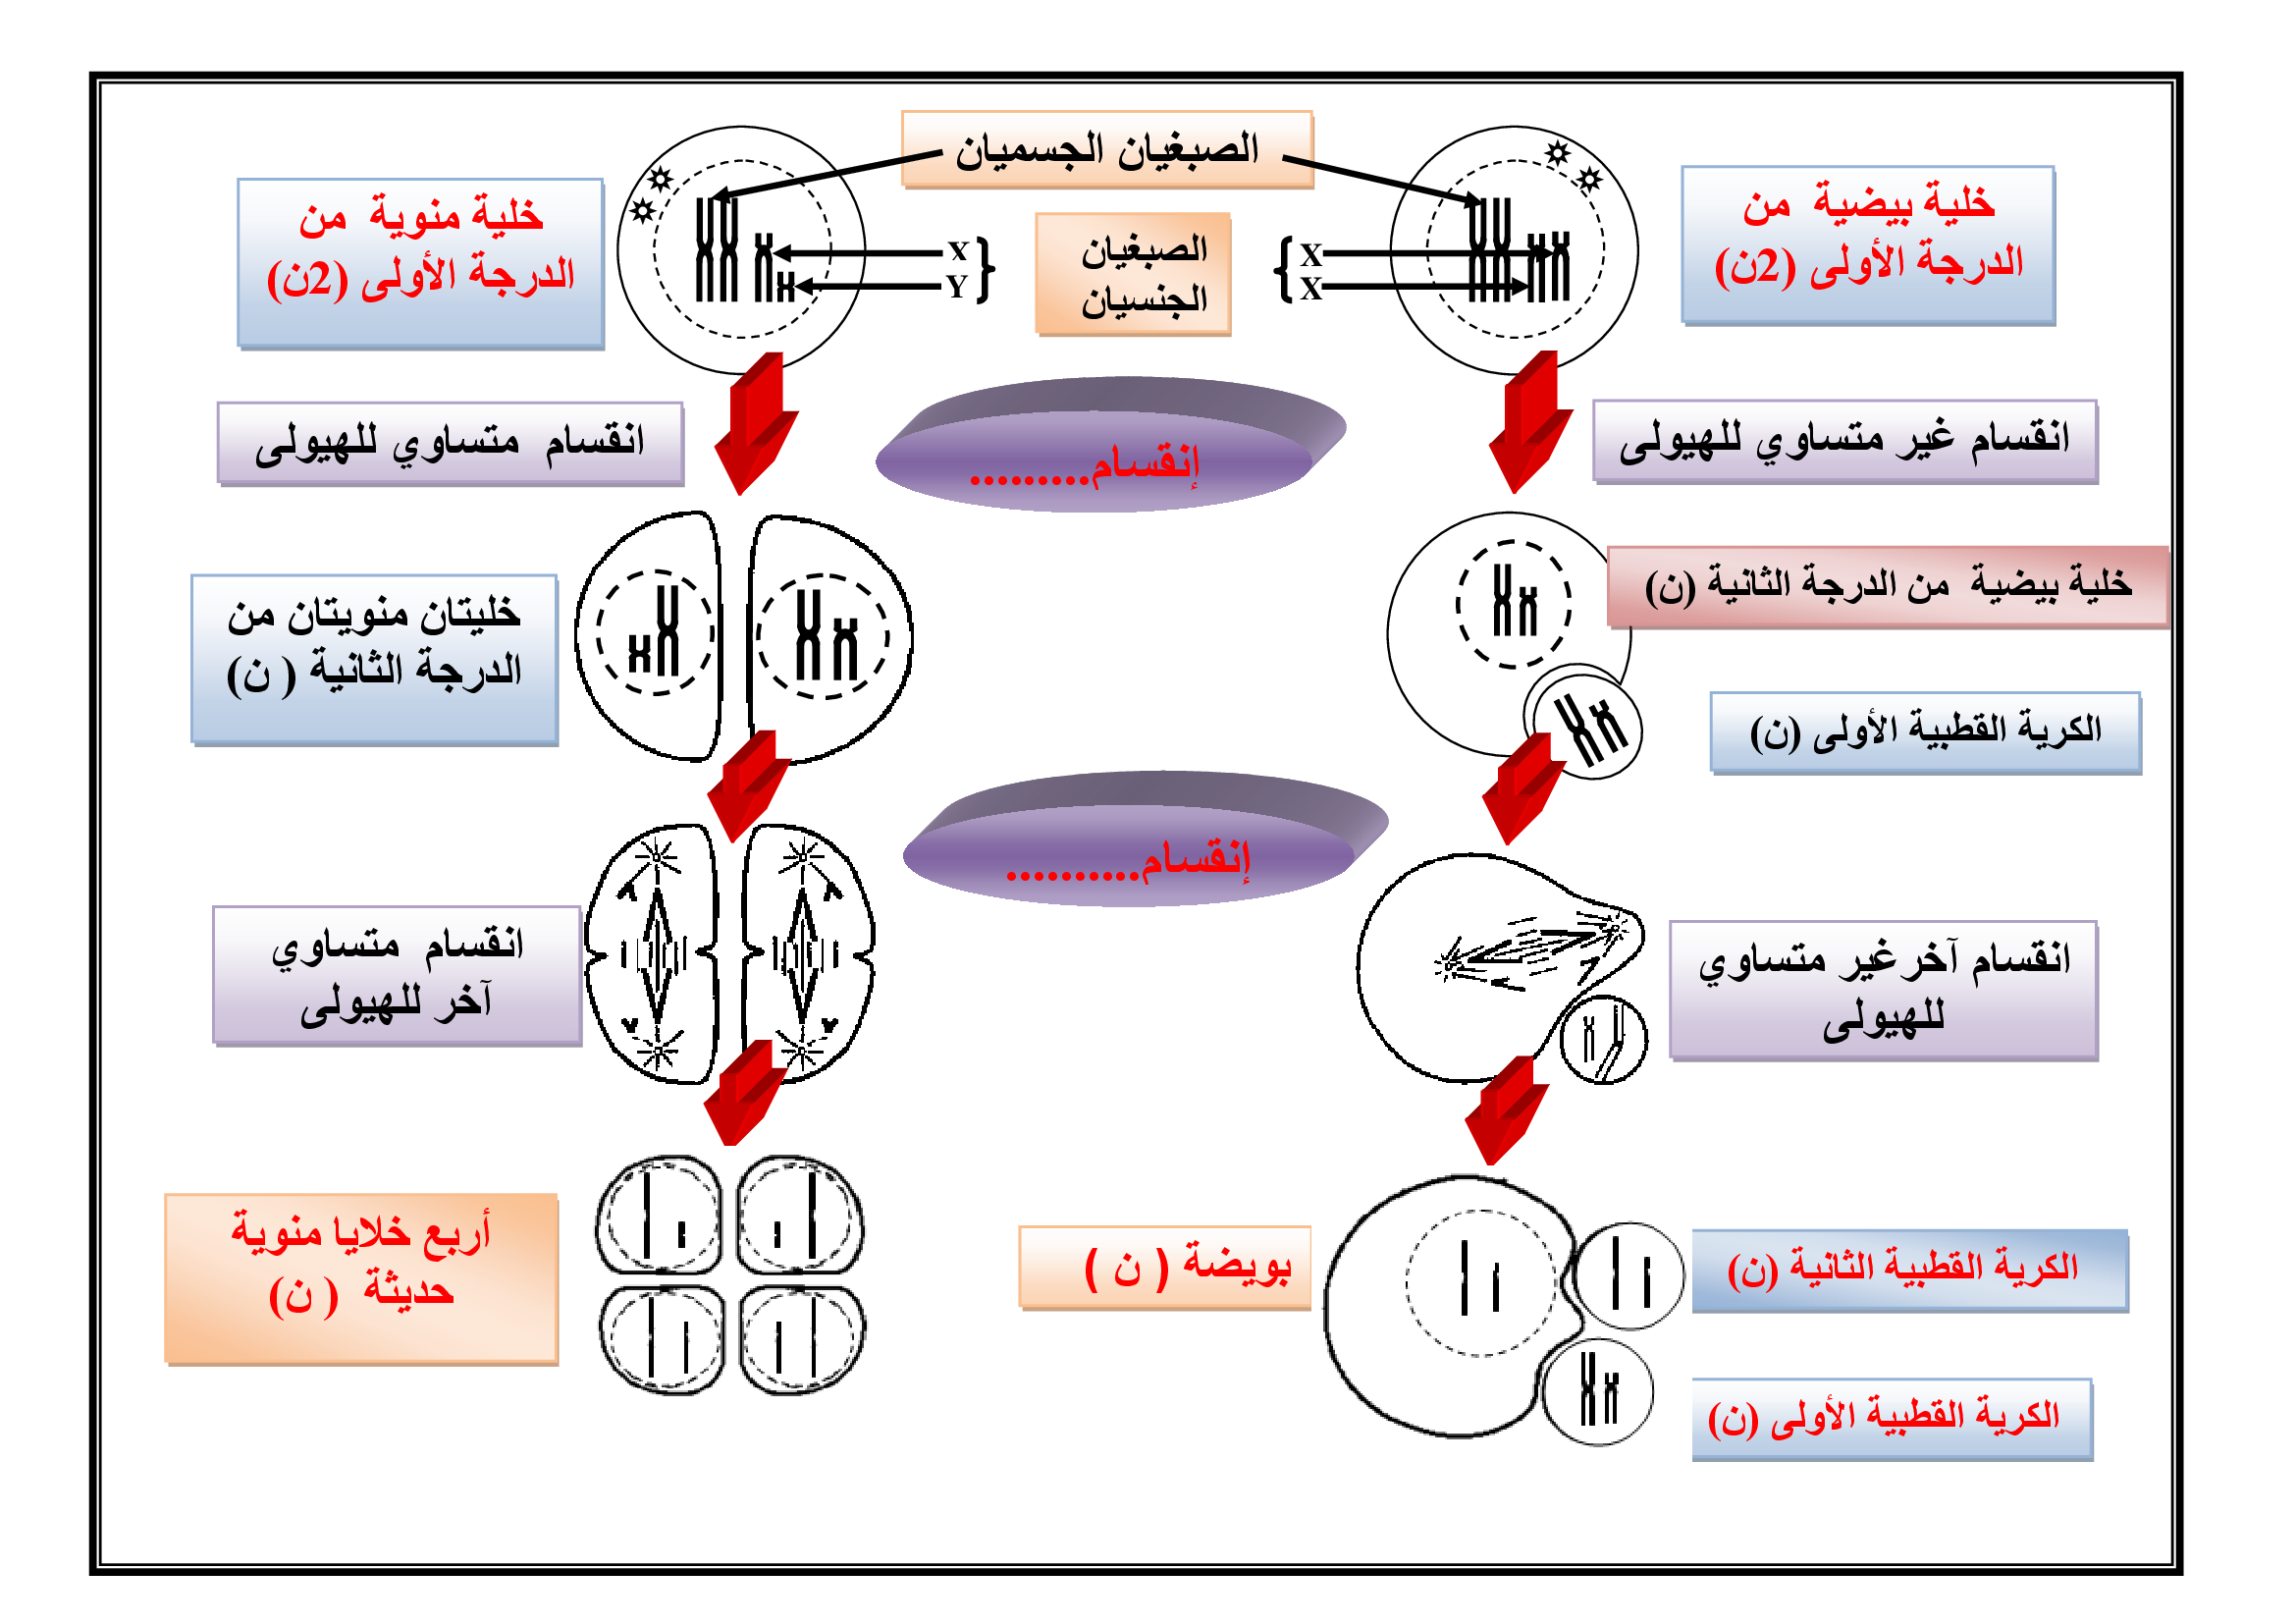 الصبغيان الجسميان
خلية بيضية من
الدرجة الأولى (2ن)
خلية منوية من
الدرجة الأولى (2ن)
الصبغيان
الجنسيان
X
X
X
Y
انقسام غير متساوي للهيولى
إنقسام.........
انقسام متساوي للهيولى
خلية بيضية من الدرجة الثانية (ن)
خليتان منويتان من
الدرجة الثانية ( ن)
الكرية القطبية الأولى (ن)
إنقسام..........
انقسام آخر غير متساوي
للهيولى
انقسام متساوي
آخر للهيولى
الكرية القطبية الثانية (ن)
بويضة ( ن )
أربع خلايا منوية
حديثة ( ن)
الكرية القطبية الأولى (ن)